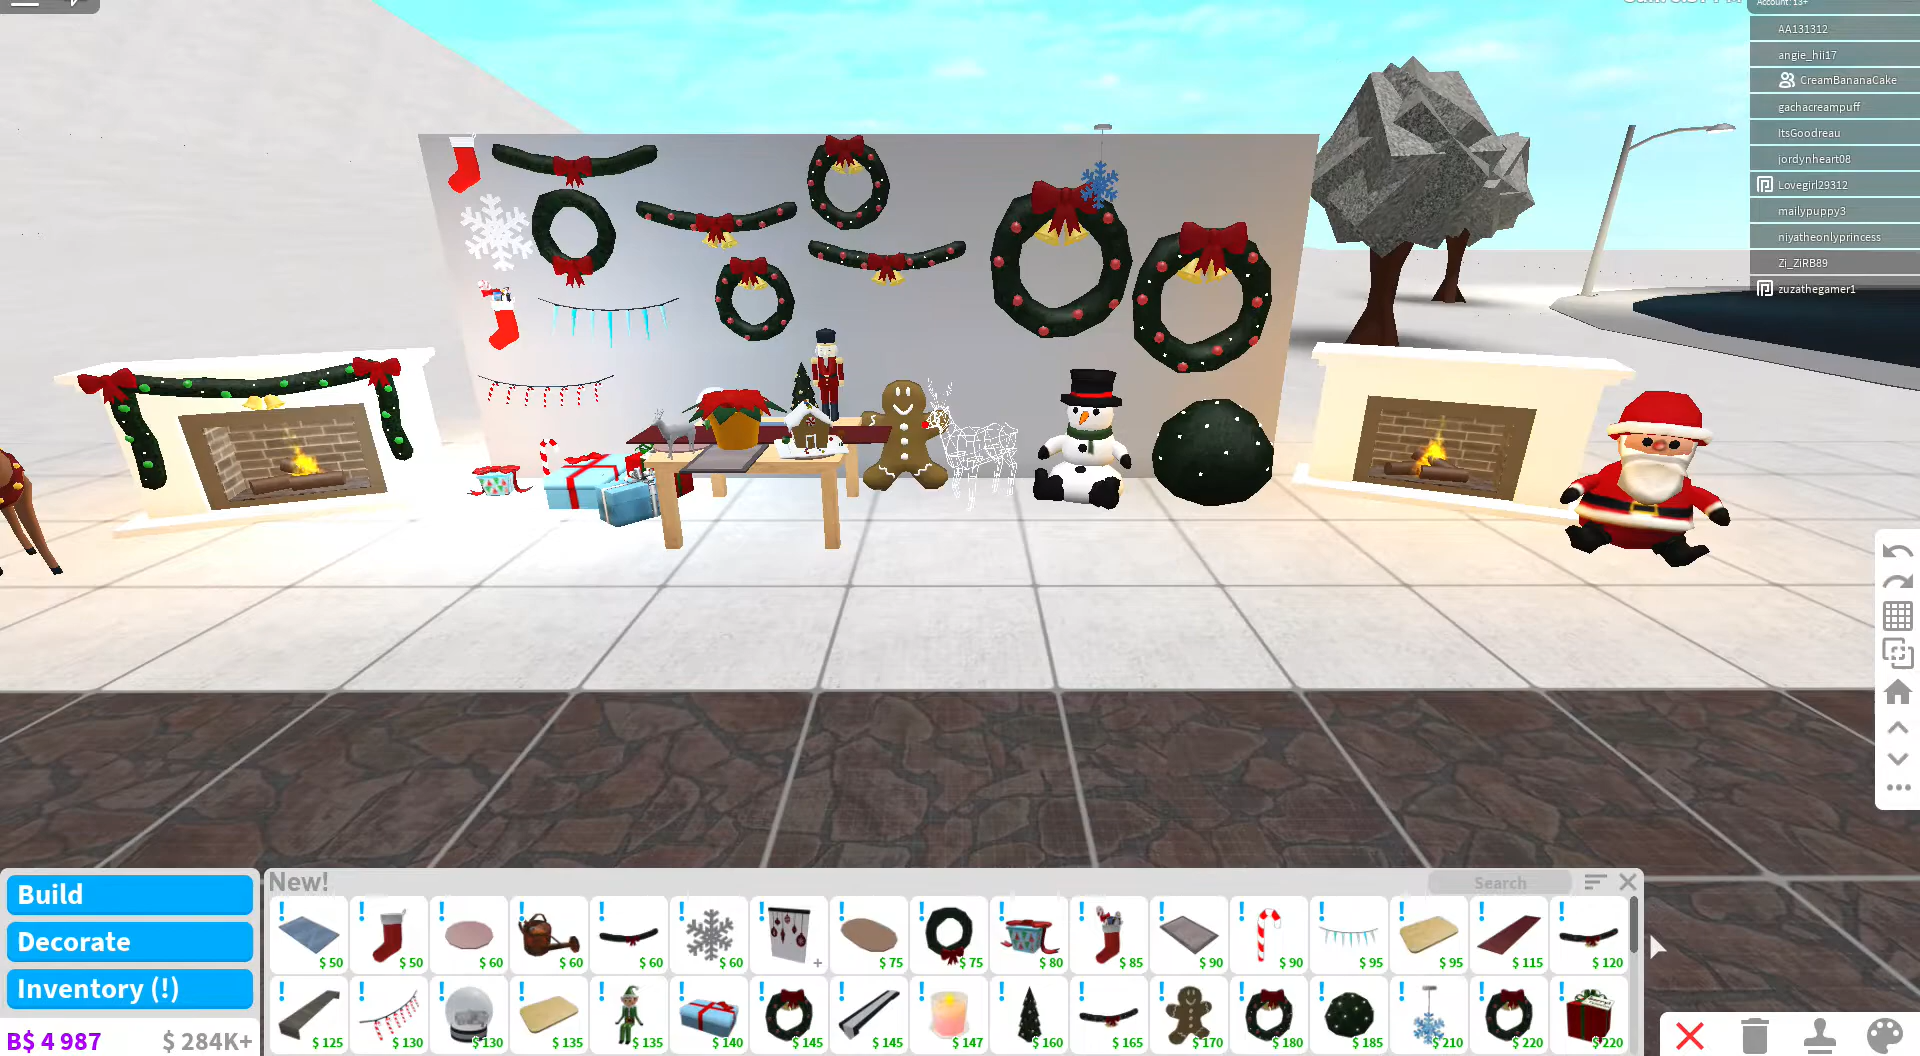 Account: 13+
AA131312
angie_hii17
CreamBananaCake
gachacreampuff
ItsGoodreau
jordynheart08
Lovegirl29312
mailypuppy3
niyatheonlyprincess
Zi_ZiRB89
zuzathegamer1
Build
Decorate
Inventory (!)
B$ 4 987
$ 284K+
New!
Search
$ 50 $ 50 $ 60 $ 60 $ 60 $ 60 + $ 75 $ 75 $ 80 $ 85 $ 90 $ 90 $ 95 $ 95 $ 115 $ 120
$ 125 $ 130 $ 130 $ 135 $ 135 $ 140 $ 145 $ 145 $ 147 $ 160 $ 165 $ 170 $ 180 $ 185 $ 210 $ 220 $ 220